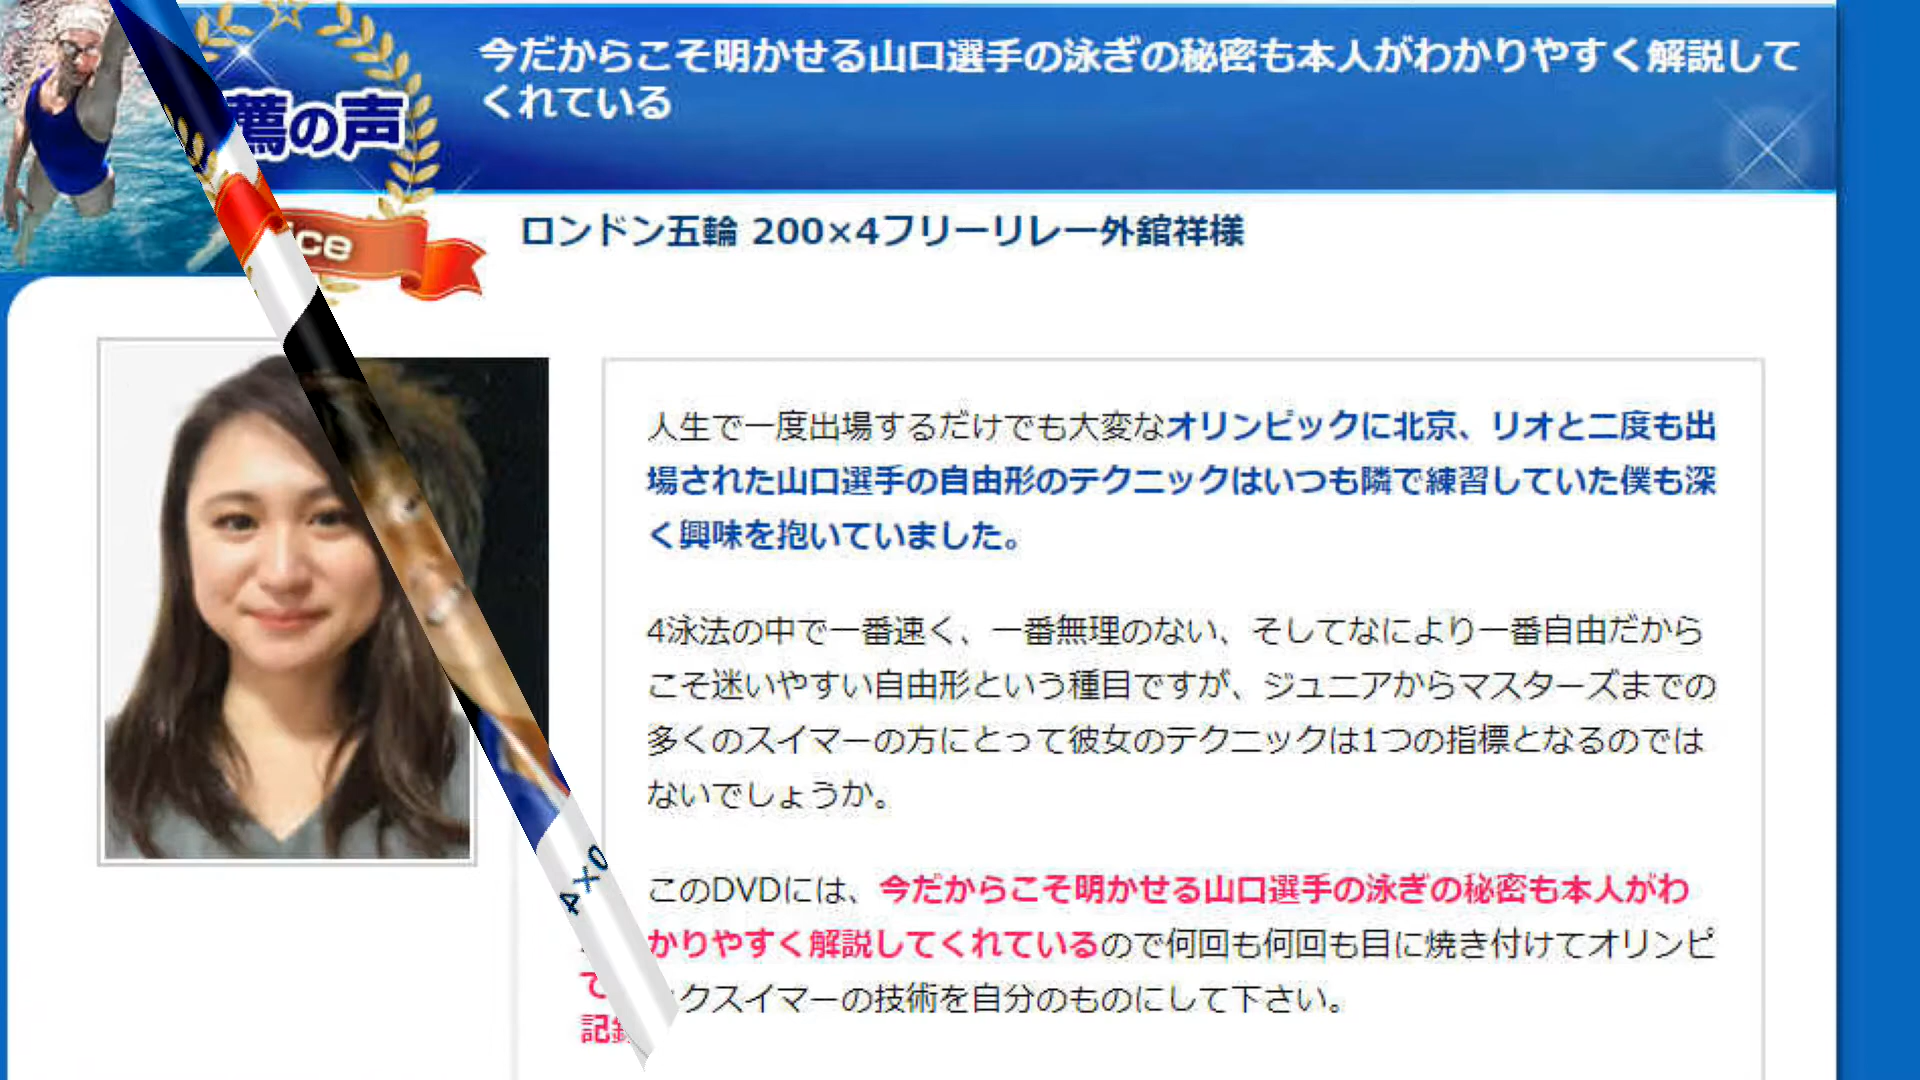 今だからこそ明かせる山口選手の泳ぎの秘密も本人がわかりやすく解説して
くれている
薦の声
ice
ロンドン五輪 200×4フリーリレー外舘祥様
人生で一度出場するだけでも大変なオリンピックに北京、リオと二度も出
場された山口選手の自由形のテクニックはいつも隣で練習していた僕も深
く興味を抱いていました。
4泳法の中で一番速く、一番無理のない、そしてなにより一番自由だから
こそ迷いやすい自由形という種目ですが、ジュニアからマスターズまでの
多くのスイマーの方にとって彼女のテクニックは1つの指標となるのでは
ないでしょうか。
このDVDには、今だからこそ明かせる山口選手の泳ぎの秘密も本人がわ
かりやすく解説してくれているので何回も何回も目に焼き付けてオリンピ
ックスイマーの技術を自分のものにして下さい。
て
記録